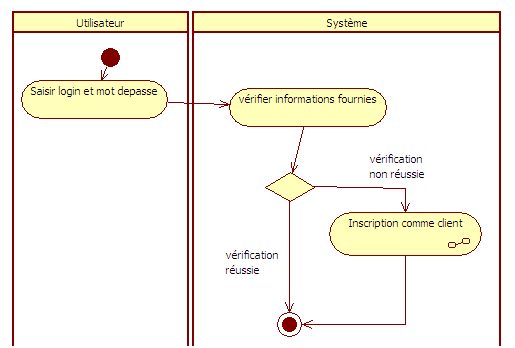 Utilisateur
Système
Saisir login et mot depasse
vérifier informations fournies
vérification
non réussie
Inscription comme client
vérification
réussie